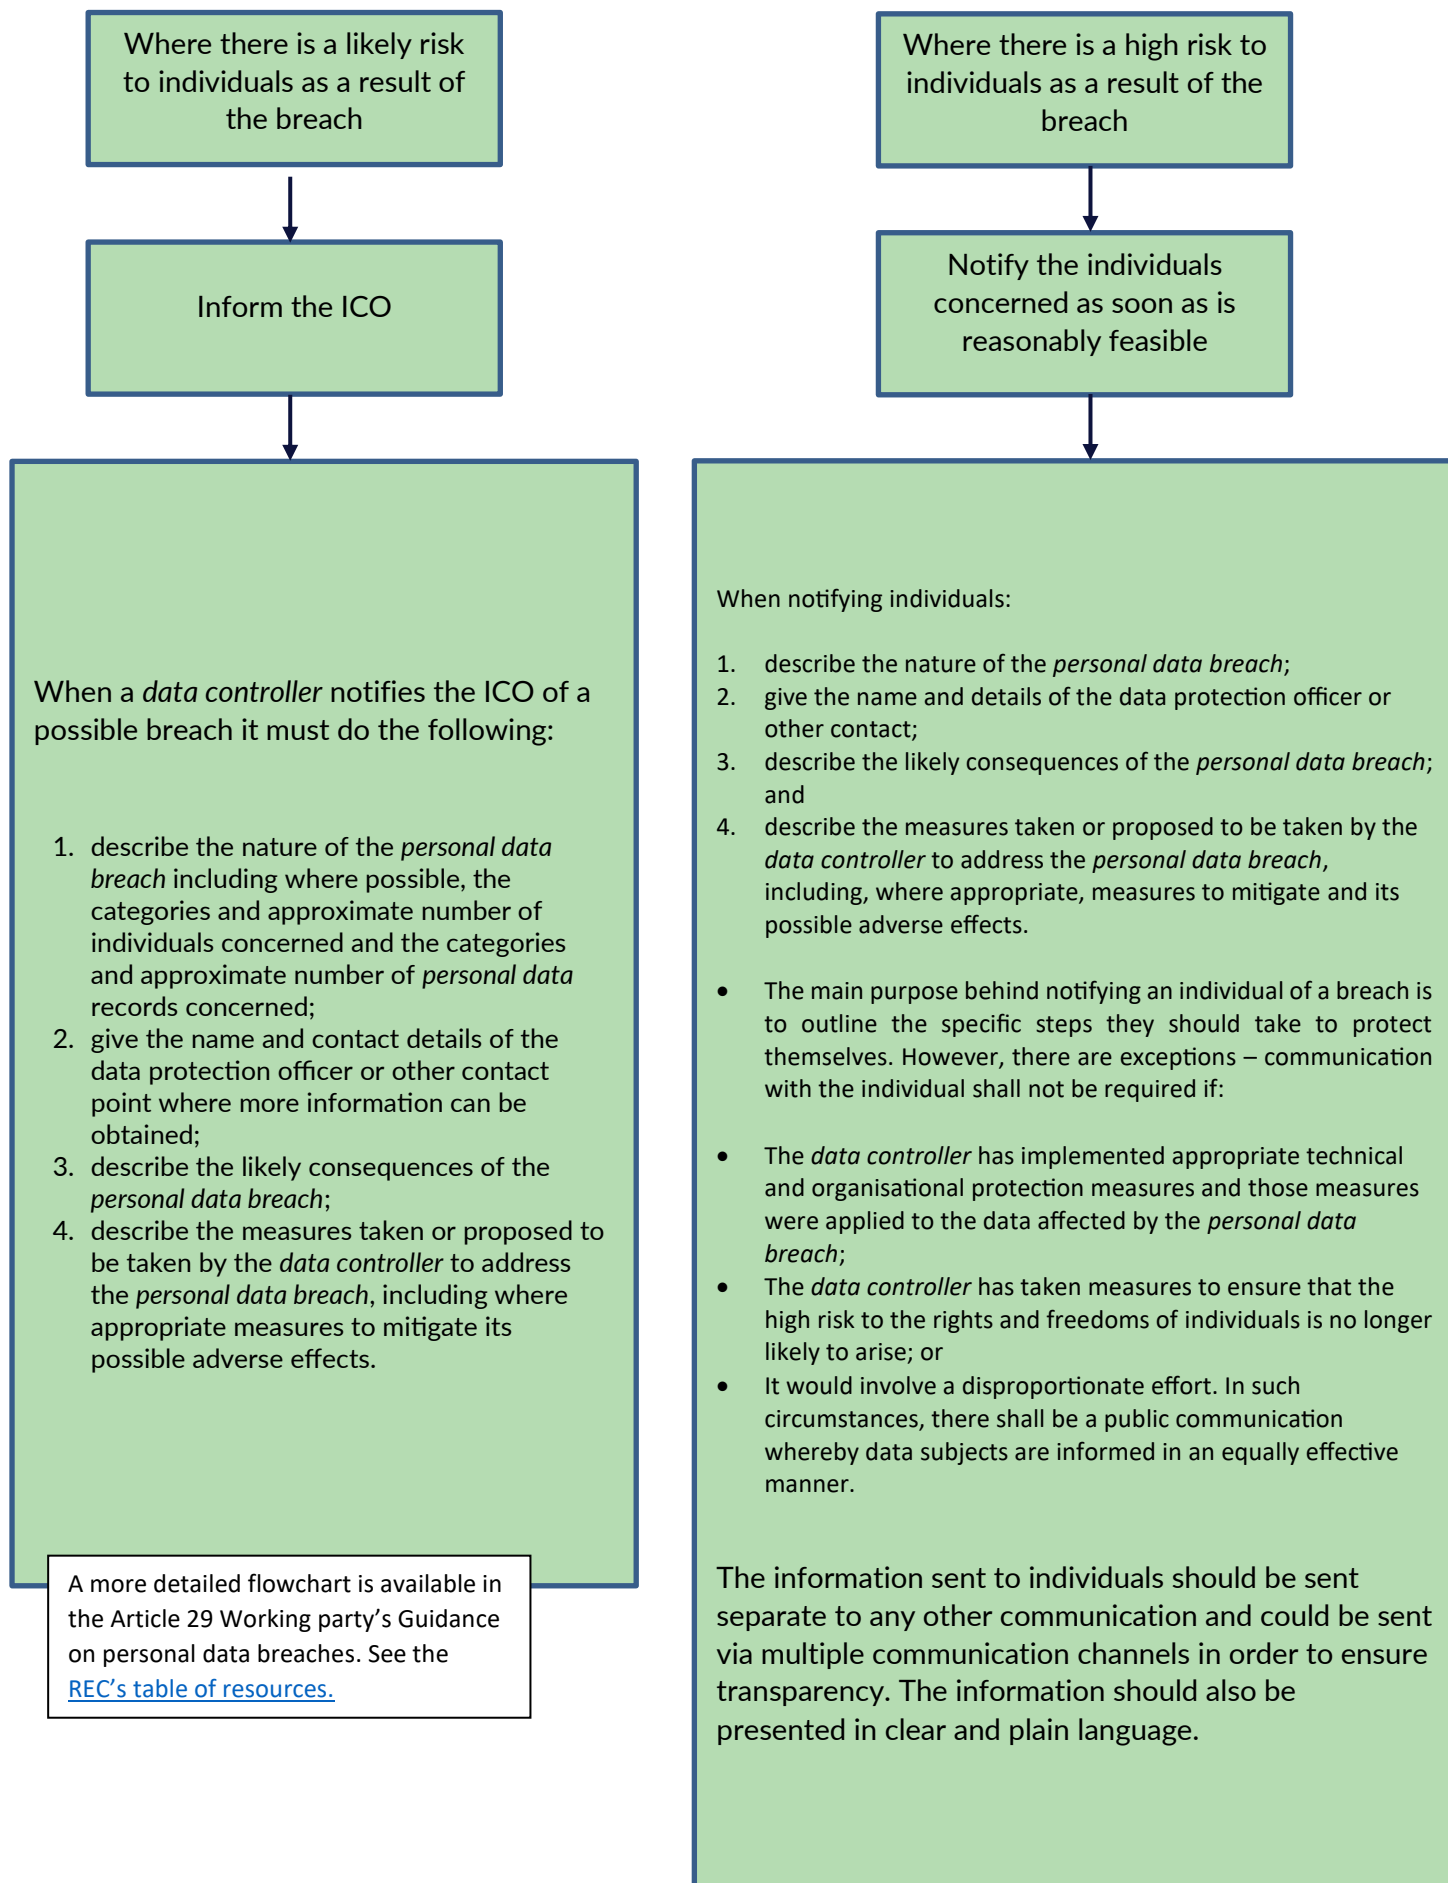 Where there is a likely risk
to individuals as a result of
the breach
Inform the ICO
When a data controller notifies the ICO of a
possible breach it must do the following:
1. describe the nature of the personal data
breach including where possible, the
categories and approximate number of
individuals concerned and the categories
and approximate number of personal data
records concerned;
2. give the name and contact details of the
data protection officer or other contact
point where more information can be
obtained;
3. describe the likely consequences of the
personal data breach;
4. describe the measures taken or proposed to
be taken by the data controller to address
the personal data breach, including where
appropriate measures to mitigate its
possible adverse effects.
A more detailed flowchart is available in
the Article 29 Working party’s Guidance
on personal data breaches. See the
REC’s table of resources.
Where there is a high risk to
individuals as a result of the
breach
Notify the individuals
concerned as soon as is
reasonably feasible
When notifying individuals:
1. describe the nature of the personal data breach;
2. give the name and details of the data protection officer or
other contact;
3. describe the likely consequences of the personal data breach;
and
4. describe the measures taken or proposed to be taken by the
data controller to address the personal data breach,
including, where appropriate, measures to mitigate and its
possible adverse effects.
• The main purpose behind notifying an individual of a breach is
to outline the specific steps they should take to protect
themselves. However, there are exceptions – communication
with the individual shall not be required if:
• The data controller has implemented appropriate technical
and organisational protection measures and those measures
were applied to the data affected by the personal data
breach;
• The data controller has taken measures to ensure that the
high risk to the rights and freedoms of individuals is no longer
likely to arise; or
• It would involve a disproportionate effort. In such
circumstances, there shall be a public communication
whereby data subjects are informed in an equally effective
manner.
The information sent to individuals should be sent
separate to any other communication and could be sent
via multiple communication channels in order to ensure
transparency. The information should also be
presented in clear and plain language.